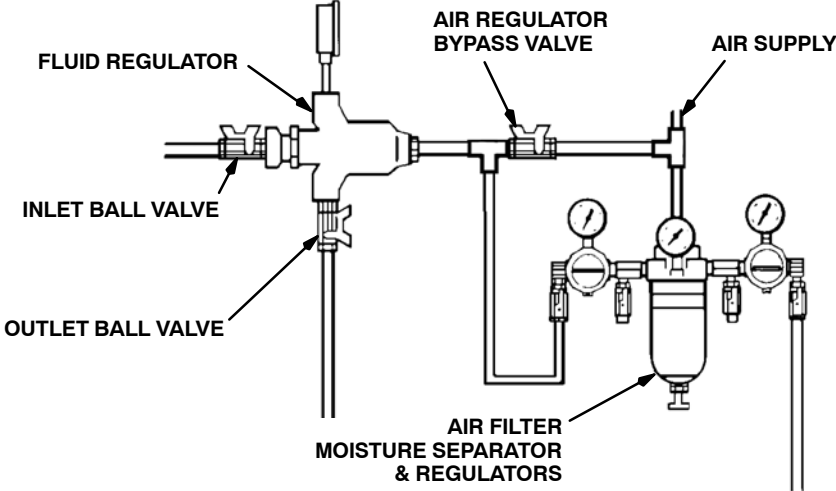 AIR REGULATOR
BYPASS VALVE
AIR SUPPLY
FLUID REGULATOR
INLET BALL VALVE
OUTLET BALL VALVE
AIR FILTER
MOISTURE SEPARATOR
& REGULATORS